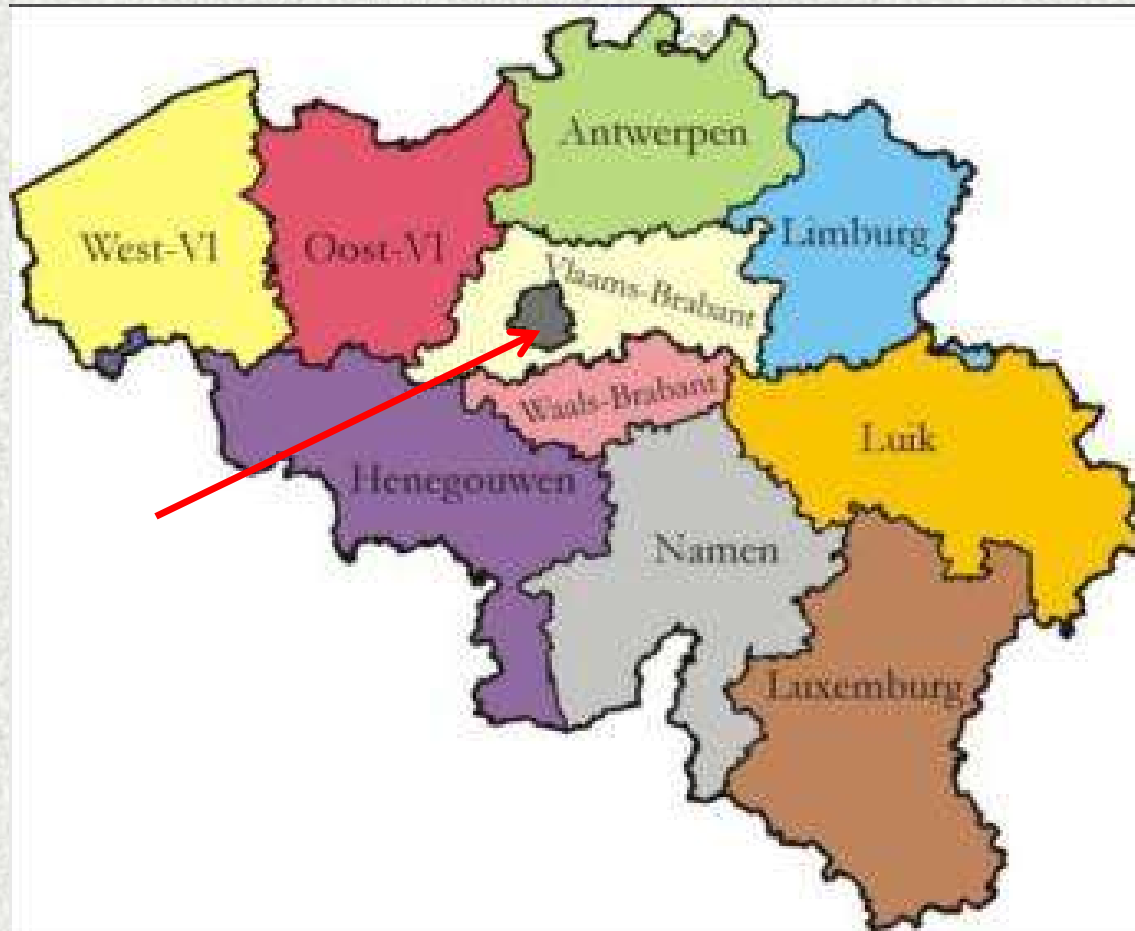 Antwerpen
West-Vl
Oost-Vl
Limburg
Vlaams-Brabant
Waals-Brabant
Luik
Henegouwen
Namen
Luxemburg